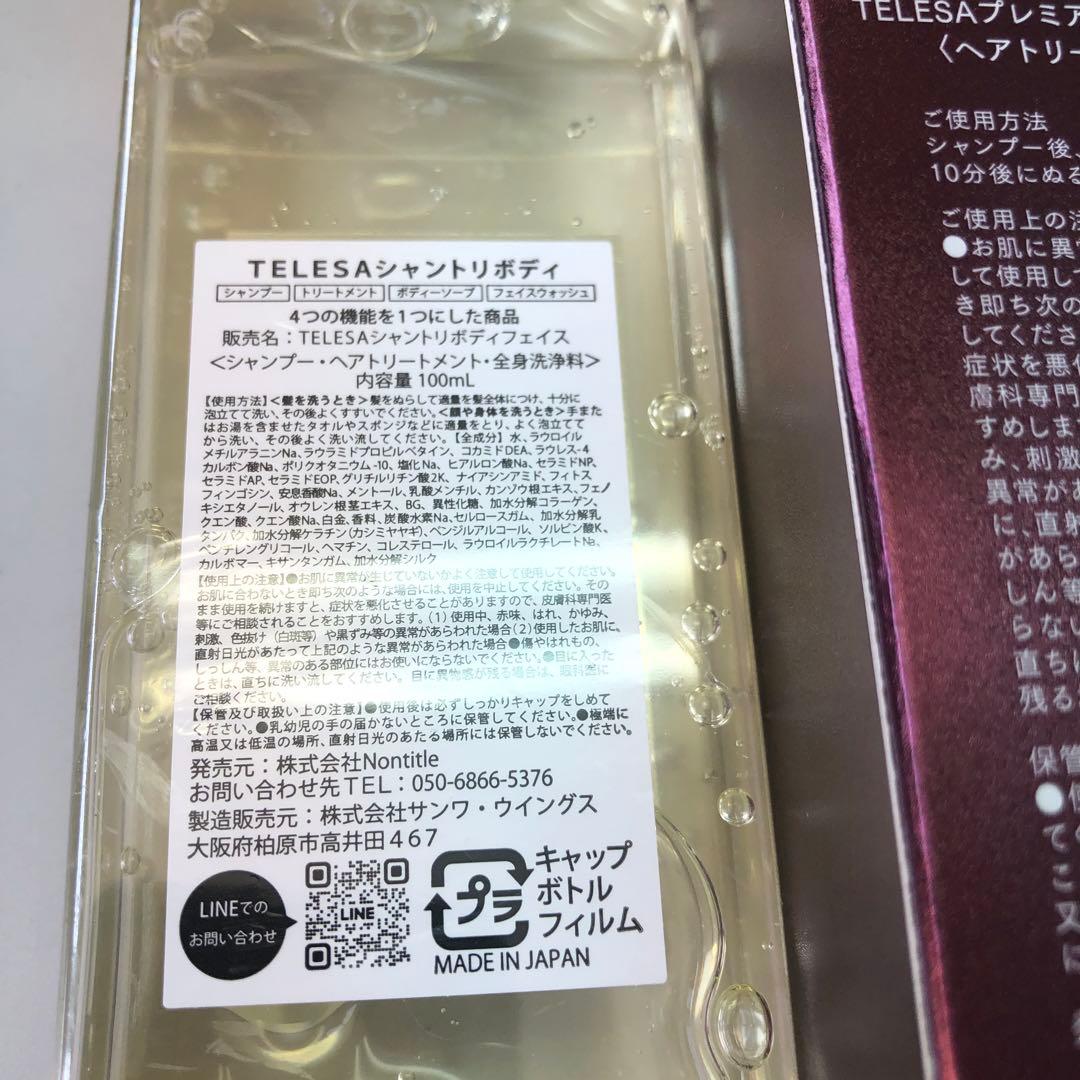 TELESAシャントリボディ
シャンプー トリートメント ボディーソープ フェイスウォッシュ
4つの機能を1つにした商品
販売名：TELESAシャントリボディフェイス
＜シャンプー・ヘアトリートメント・全身洗浄料＞
内容量 100mL
【使用方法】＜髪を洗うとき＞髪をぬらして適量を髪全体につけ、十分に
泡立てて洗い、その後よくすすいでください。＜顔や身体を洗うとき＞手また
はお湯を含ませたタオルやスポンジなどに適量をとり、よく泡立てて
から洗い、その後よく洗い流してください。【全成分】水、ラウロイル
メチルアラニンNa、ラウラミドプロピルベタイン、コカミドDEA、ラウレス-4
カルボン酸Na、ポリクオタニウム-10、塩化Na、ヒアルロン酸Na、セラミドNP、
セラミドAP、セラミドEOP、グリチルリチン酸2K、ナイアシンアミド、フィトス
フィンゴシン、安息香酸Na、メントール、乳酸メンチル、カンゾウ根エキス、フェノ
キシエタノール、オウレン根茎エキス、BG、異性化糖、加水分解コラーゲン、
クエン酸、クエン酸Na、白金、香料、炭酸水素Na、セルロースガム、加水分解乳
タンパク、加水分解ケラチン（カシミヤヤギ）、ベンジルアルコール、ソルビン酸K、
ペンチレングリコール、ヘマチン、コレステロール、ラウロイルラクチレートNa、
カルボマー、キサンタンガム、加水分解シルク
【使用上の注意】●お肌に異常が生じていないかよく注意して使用してください。
お肌に合わないとき即ち次のような場合には、使用を中止してください。その
まま使用を続けますと、症状を悪化させることがありますので、皮膚科専門医
等にご相談されることをおすすめします。（1）使用中、赤味、はれ、かゆみ、
刺激、色抜け（白斑等）や黒ずみ等の異常があらわれた場合（2）使用したお肌に、
直射日光があたって上記のような異常があらわれた場合●傷やはれもの、
しっしん等、異常のある部位にはお使いにならないでください。●目に入った
ときは、直ちに洗い流してください。目に異物感が残る場合は、眼科医に
ご相談ください。
【保管及び取扱い上の注意】●使用後は必ずしっかりキャップをしめて
ください。●乳幼児の手の届かないところに保管してください。●極端に
高温又は低温の場所、直射日光のあたる場所には保管しないでください。
発売元：株式会社Nontitle
お問い合わせ先TEL：050-6866-5376
製造販売元：株式会社サンワ・ウイングス
大阪府柏原市高井田467
LINEでの
お問い合わせ
LINE
プラ
キャップ
ボトル
フィルム
MADE IN JAPAN
TELESAプレミア
〈ヘアトリー
ご使用方法
シャンプー後、
10分後にぬる
ご使用上の注
●お肌に異常
して使用して
き即ち次の
してくださ
症状を悪化
膚科専門
すめしま
み、刺激
異常があ
に、直射
があら
しん等
らない
直ちに
残る
保管
●
て
こ
又